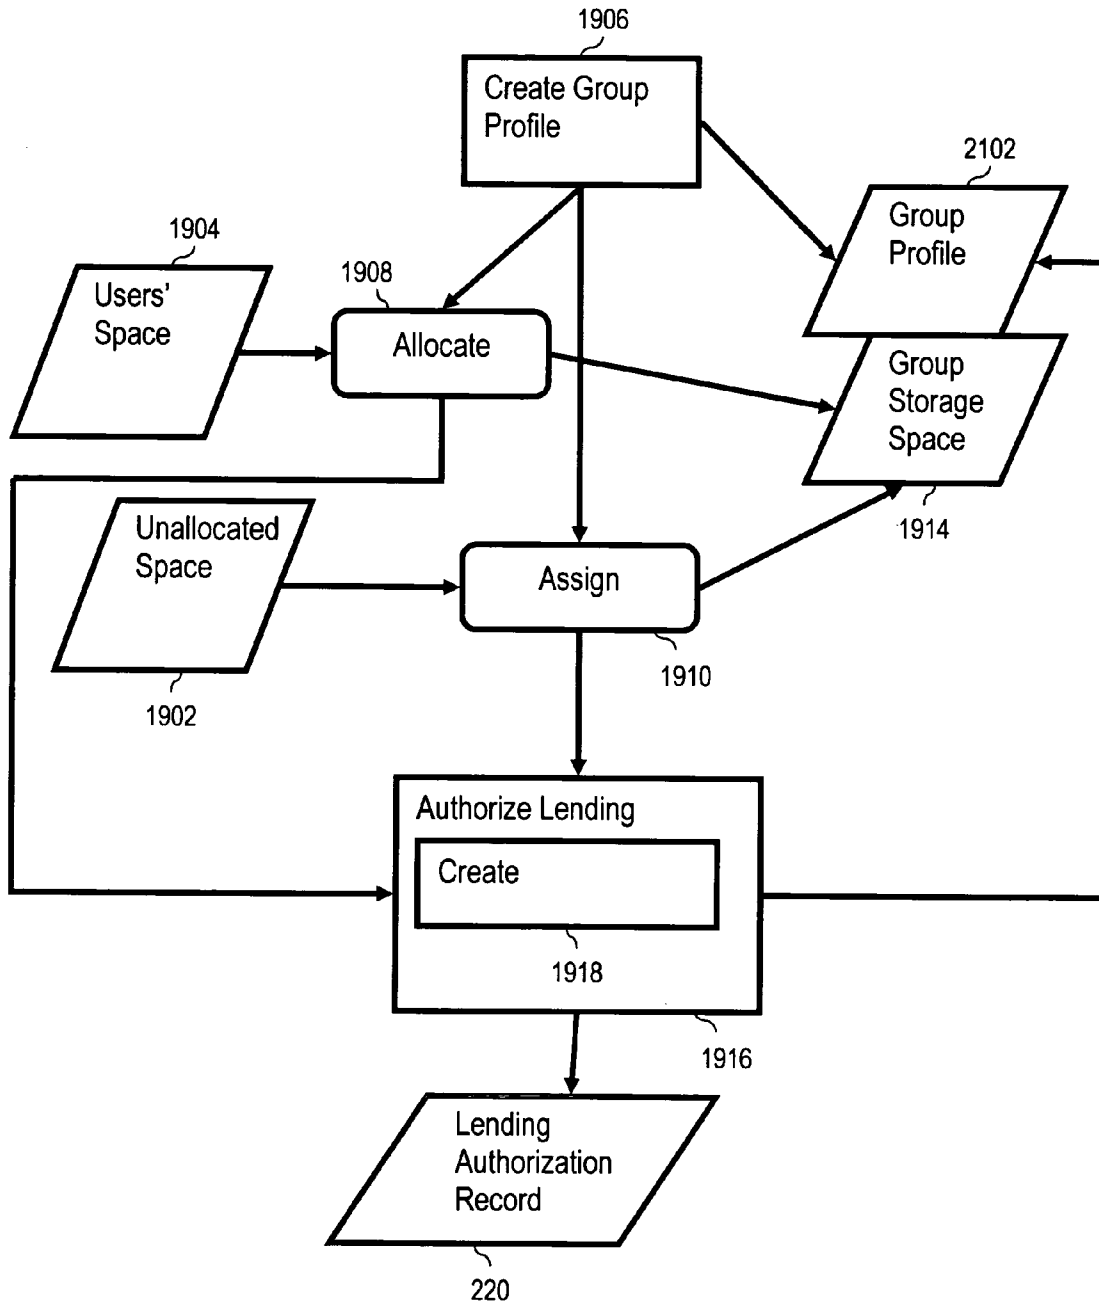 1906
Create Group
Profile
2102
Group
Profile
1904
Users'
Space
1908
Allocate
Group
Storage
Space
1914
Unallocated
Space
1902
Assign
1910
Authorize Lending
Create
1918
1916
Lending
Authorization
Record
220